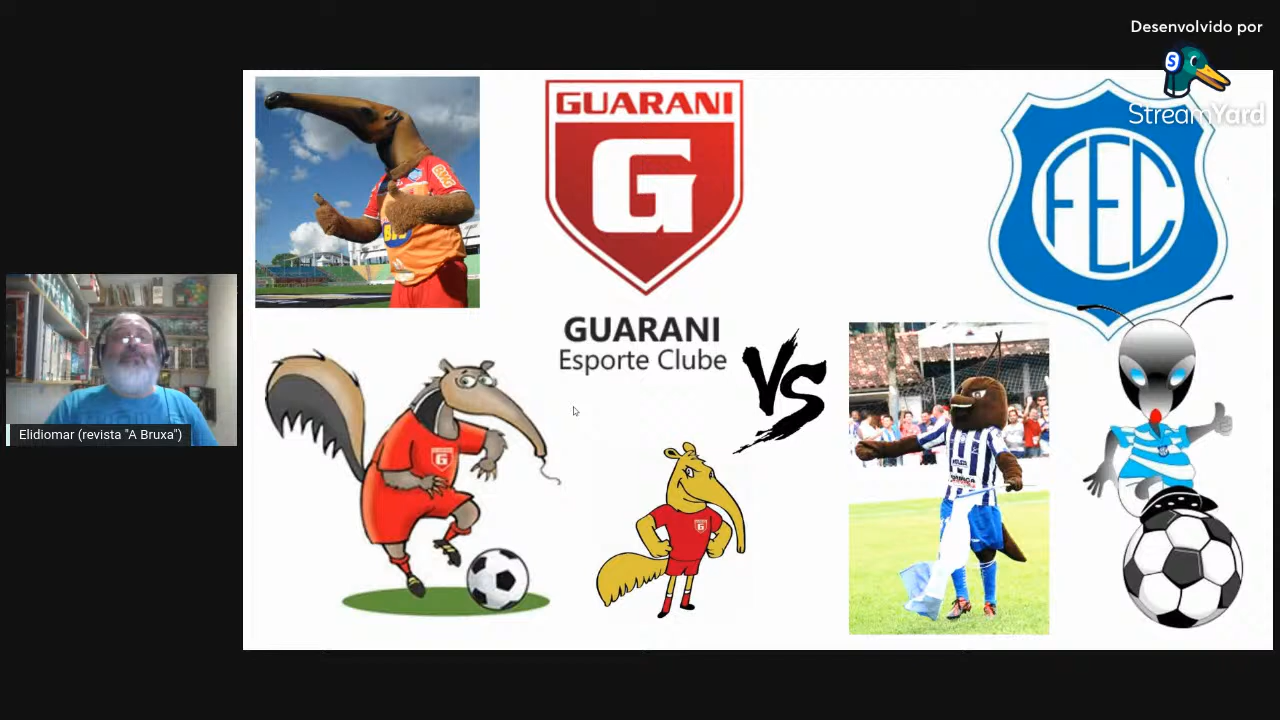 Desenvolvido por
StreamYard
GUARANI
G
FEC
GUARANI
Esporte Clube
VS
Elidiomar (revista "A Bruxa")
G
G